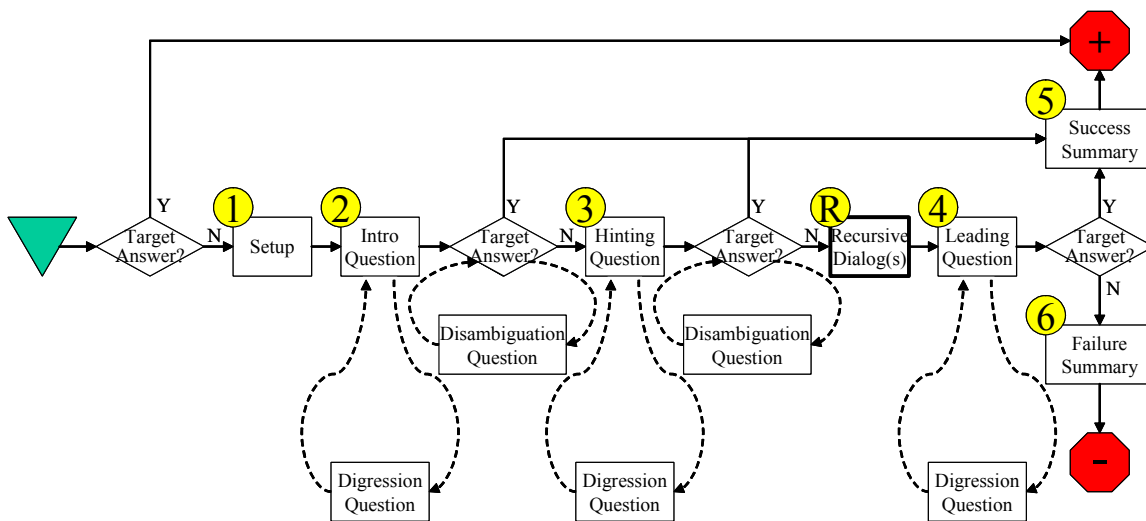 +
5
Success
Summary
Y
Y
Y
Y
1
2
3
R
4
Target
Answer?
N
Setup
Intro
Question
Target
Answer?
N
Hinting
Question
Target
Answer?
N
Recursive
Dialog(s)
Leading
Question
Target
Answer?
N
6
Disambiguation
Question
Disambiguation
Question
Failure
Summary
Digression
Question
Digression
Question
Digression
Question
-